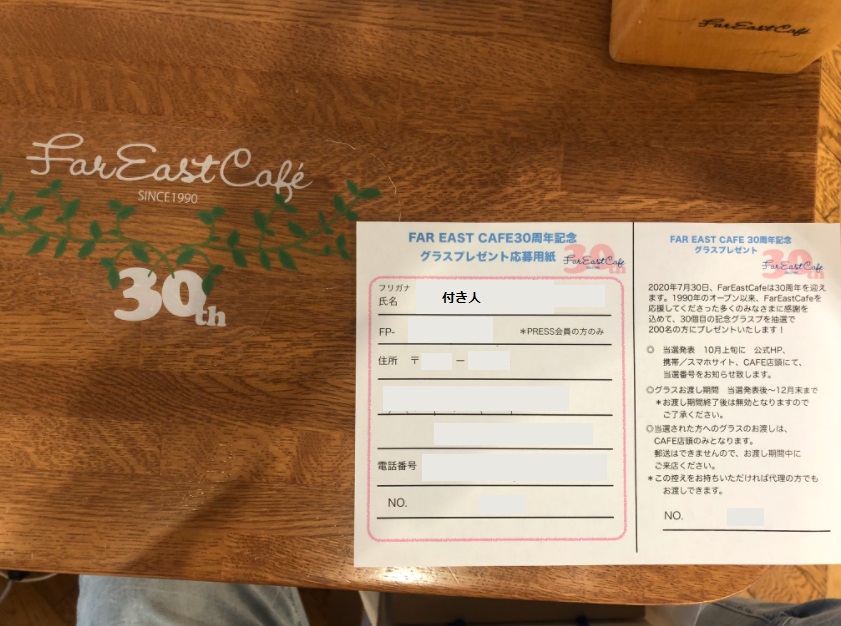 FarEastCafé
FarEastCafé
SINCE1990
30th
FAR EAST CAFE30周年記念
グラスプレゼント応募用紙
30th
FarEastCafe
フリガナ
氏名
付き人
FP-
＊PRESS会員の方のみ
住所 〒 ー
電話番号
NO.
FAR EAST CAFE 30周年記念
グラスプレゼント
30th
FarEastCafe
2020年7月30日、FarEastCafeは30周年を迎え
ます。1990年のオープン以来、FarEastCafeを
応援してくださった多くのみなさまに感謝を
込めて、30個目の記念グラスプを抽選で
200名の方にプレゼントいたします！
◎ 当選発表 10月上旬に 公式HP、
携帯／スマホサイト、CAFE店頭にて、
当選番号をお知らせ致します。
◎グラスお渡し期間 当選発表後～12月末まで
＊お渡し期間終了後は無効となりますので
ご了承ください。
◎当選された方へのグラスのお渡しは、
CAFE店頭のみとなります。
郵送はできませんので、お渡し期間中に
ご来店ください。
＊この控えをお持ちいただければ代理の方でも
お渡しできます。
NO.